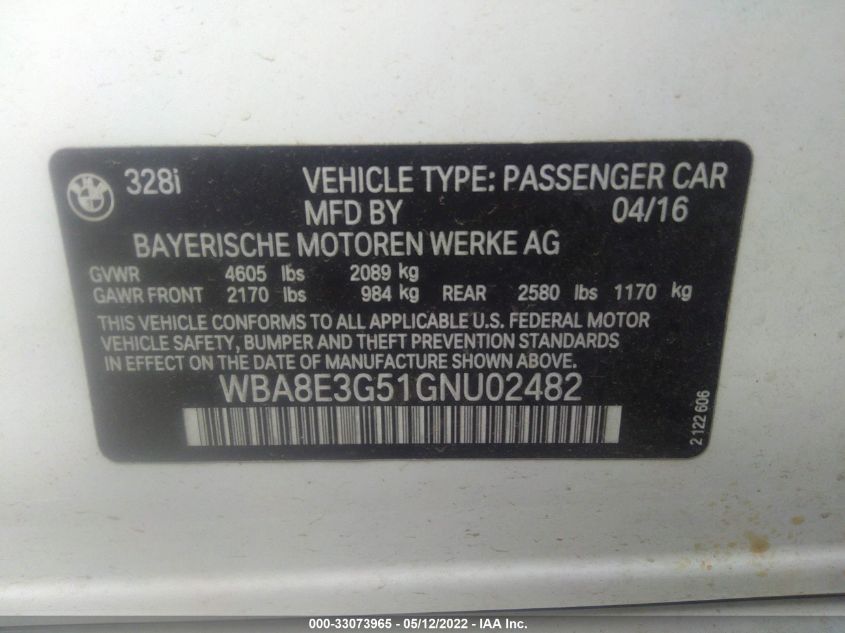 328i VEHICLE TYPE: PASSENGER CAR
MFD BY 04/16
BAYERISCHE MOTOREN WERKE AG
GVWR 4605 lbs 2089 kg
GAWR FRONT 2170 lbs 984 kg REAR 2580 lbs 1170 kg
THIS VEHICLE CONFORMS TO ALL APPLICABLE U.S. FEDERAL MOTOR
VEHICLE SAFETY, BUMPER AND THEFT PREVENTION STANDARDS
IN EFFECT ON THE DATE OF MANUFACTURE SHOWN ABOVE.
WBA8E3G51GNU02482
2 122 606
000-33073965 - 05/12/2022 - IAA Inc.